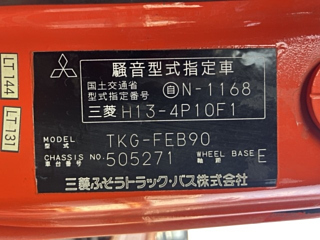 LT144
LT131
騒音型式指定車
国土交通省
型式指定番号 自 N-1168
三菱 H13-4P10F1
MODEL
型式 TKG-FEB90
CHASSIS NO. 505271 WHEEL BASE E
車台番号 軸距
三菱ふそうトラック・バス株式会社